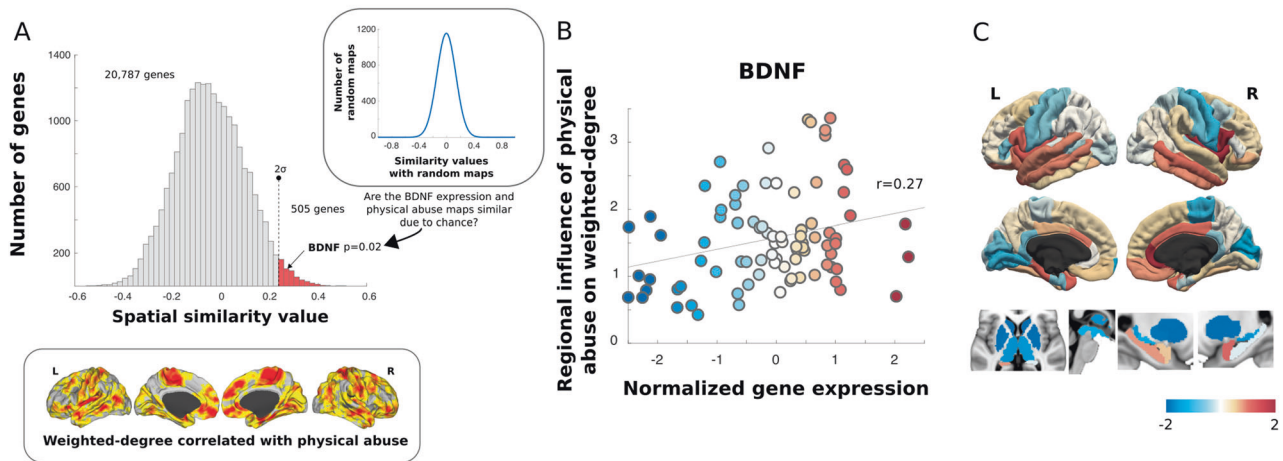 A
Number of genes
1400
1000
600
200
20,787 genes
2σ
505 genes
BDNF p=0.02
-0.6
-0.4
-0.2
0
0.2
0.4
0.6
Spatial similarity value
Number of
random maps
1200
800
400
0
-0.8
-0.4
0
0.4
0.8
Similarity values
with random maps
Are the BDNF expression and
physical abuse maps similar
due to chance?
L
R
Weighted-degree correlated with physical abuse
B
BDNF
Regional influence of physical
abuse on weighted-degree
3
2
1
0
r=0.27
-2
-1
0
1
2
Normalized gene expression
C
L
R
-2
2